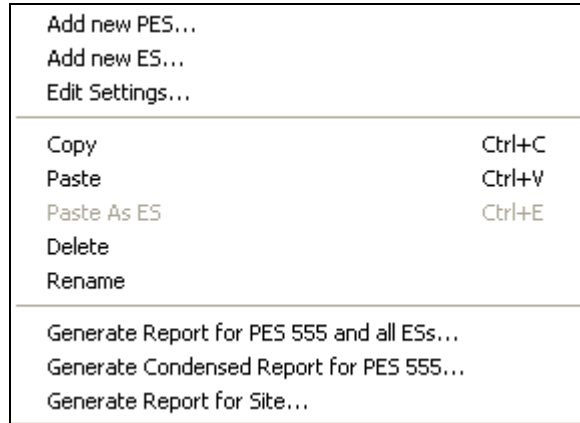 Add new PES...
Add new ES...
Edit Settings...
Copy Ctrl+C
Paste Ctrl+V
Paste As ES Ctrl+E
Delete
Rename
Generate Report for PES 555 and all ESs...
Generate Condensed Report for PES 555...
Generate Report for Site...